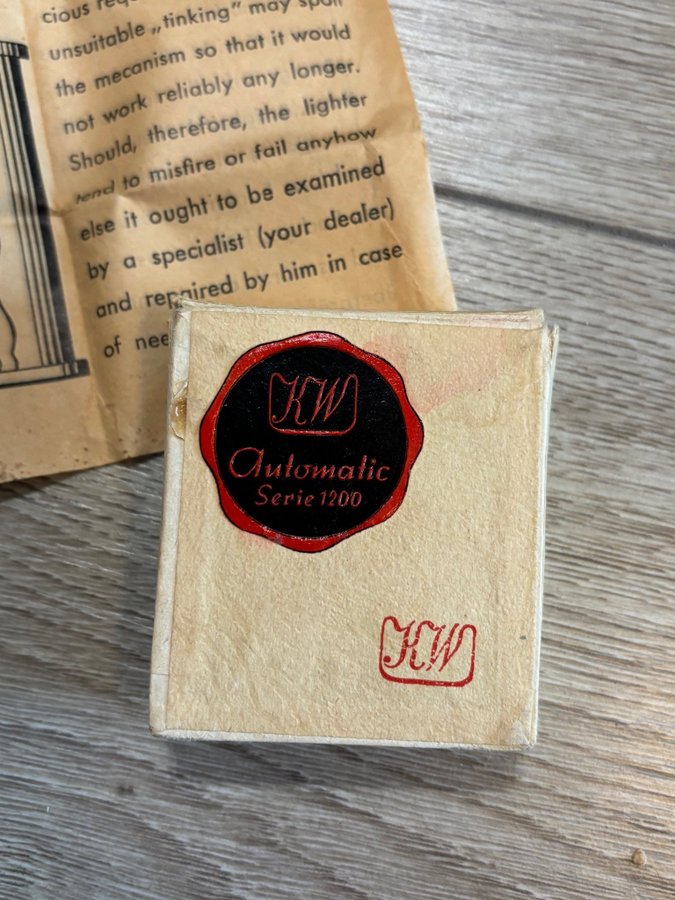 cious
unsuitable „tinking" may spoil
the mecanism so that it would
not work reliably any longer.
Should, therefore, the lighter
tend to misfire or fail anyhow
else it ought to be examined
by a specialist (your dealer)
and repaired by him in case
of
KW
Automatic
Serie 1200
KW